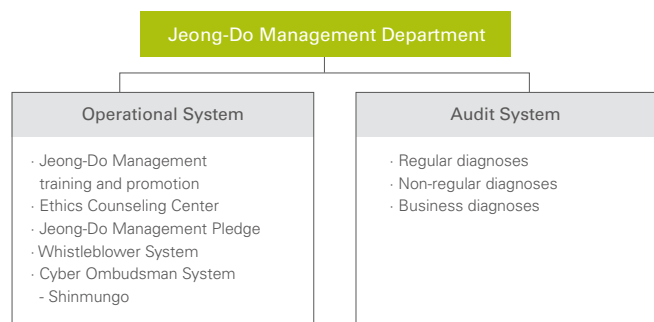 Jeong-Do Management Department
Operational System
· Jeong-Do Management
training and promotion
· Ethics Counseling Center
· Jeong-Do Management Pledge
· Whistleblower System
· Cyber Ombudsman System
- Shinmungo
Audit System
· Regular diagnoses
· Non-regular diagnoses
· Business diagnoses